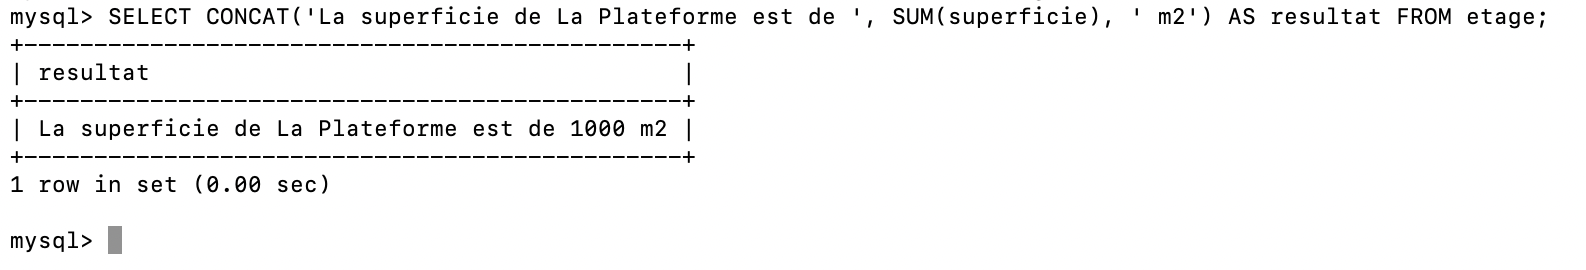 mysql> SELECT CONCAT('La superficie de La Plateforme est de ', SUM(superficie), ' m2') AS resultat FROM etage;
+-----------------------------------------------+
| resultat                                      |
+-----------------------------------------------+
| La superficie de La Plateforme est de 1000 m2 |
+-----------------------------------------------+
1 row in set (0.00 sec)
mysql>